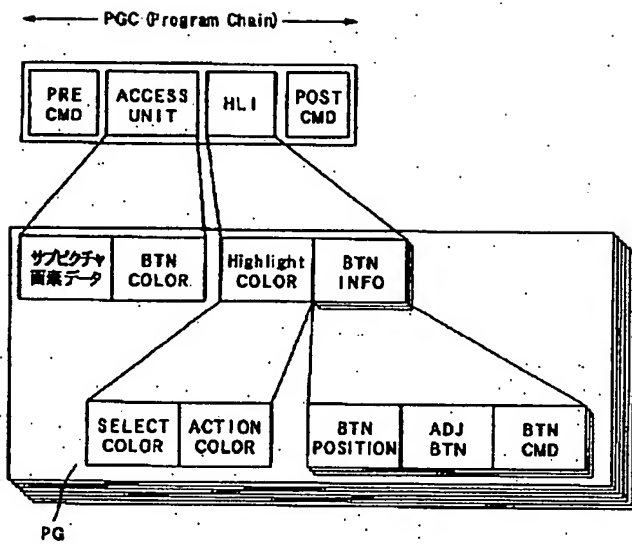 PGC (Program Chain)
PRE
CMD
ACCESS
UNIT
HLI
POST
CMD
サブピクチャ
画素データ
BTN
COLOR
Highlight
COLOR
BTN
INFO
SELECT
COLOR
ACTION
COLOR
BTN
POSITION
ADJ
BTN
BTN
CMD
PG